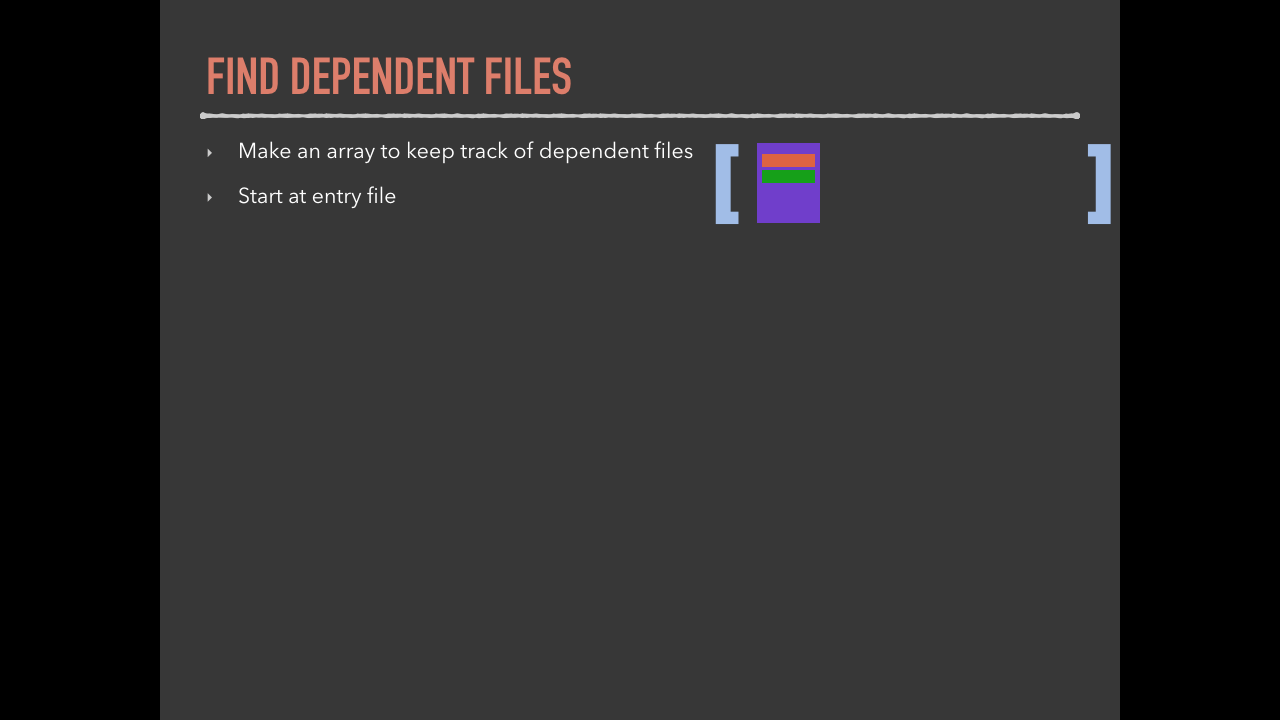 FIND DEPENDENT FILES
Make an array to keep track of dependent files
Start at entry file
[ ]